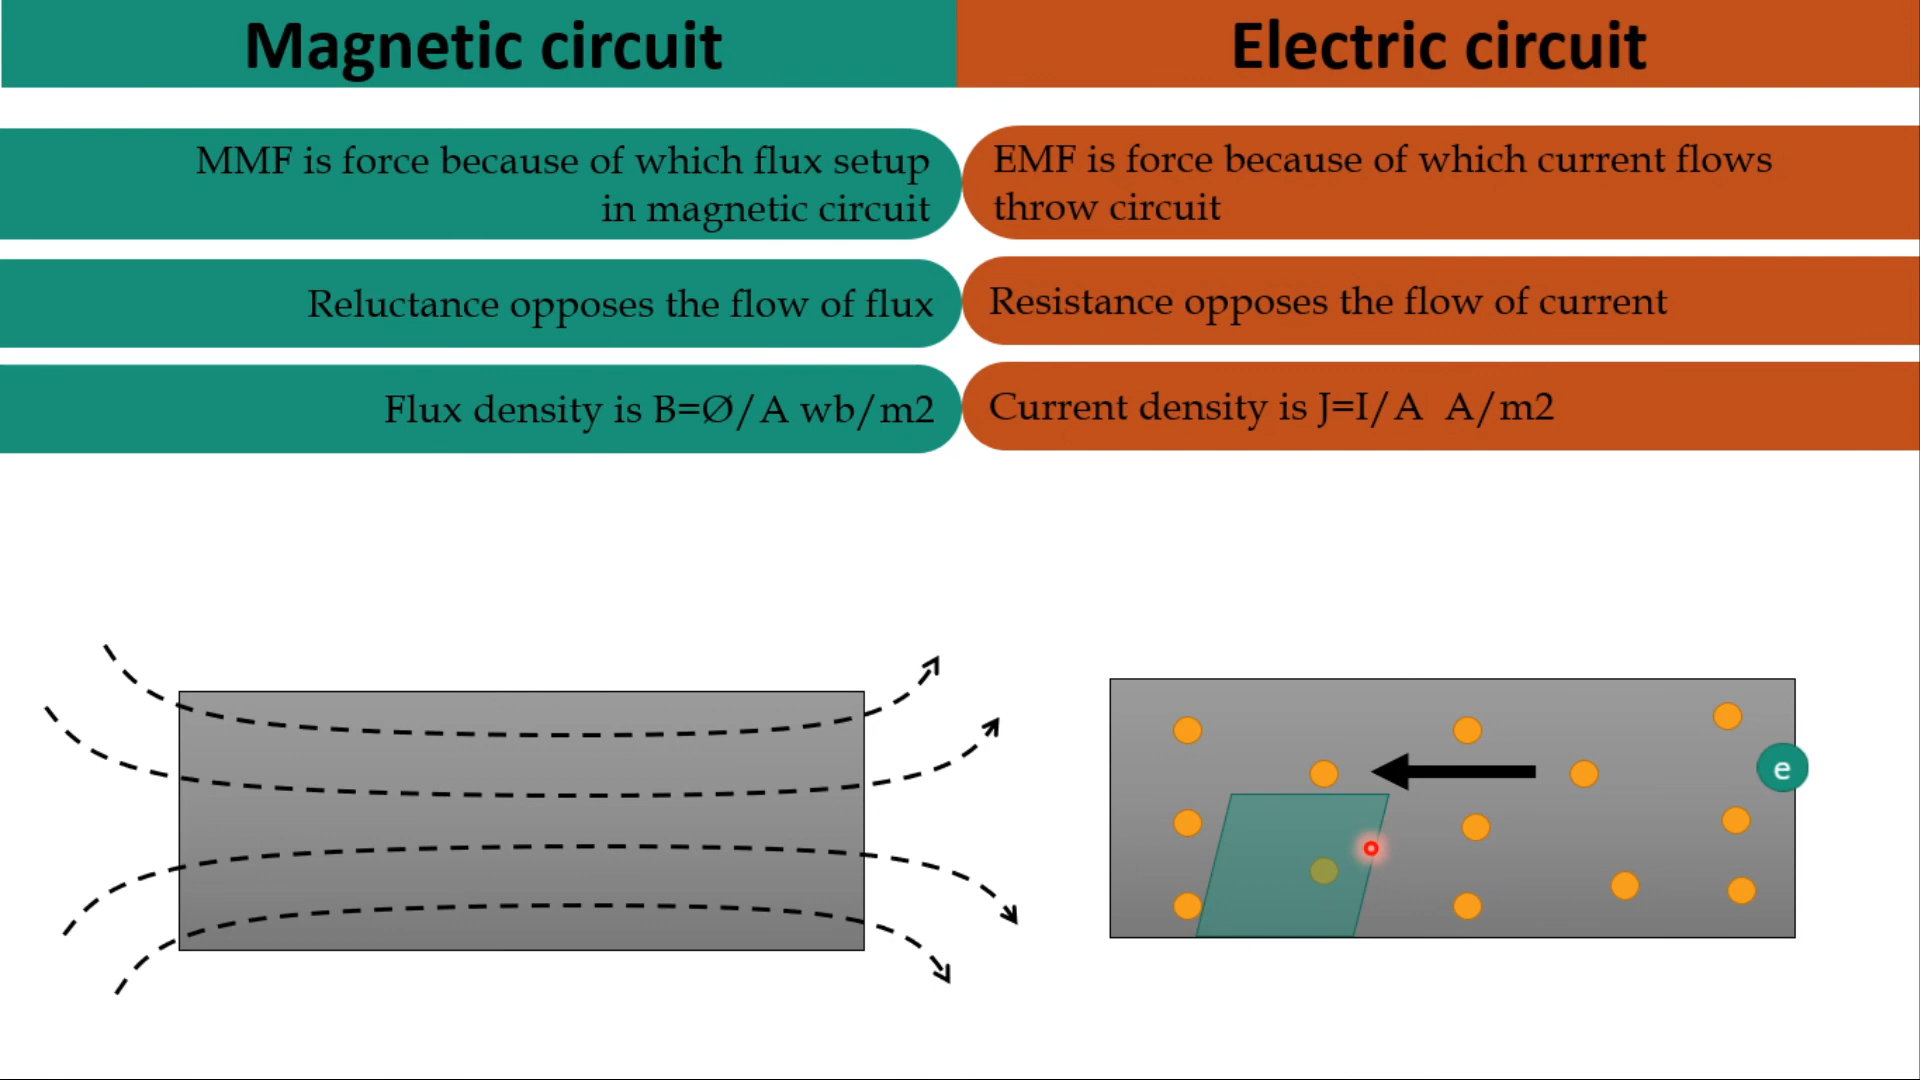 Magnetic circuit
Electric circuit
MMF is force because of which flux setup
in magnetic circuit
EMF is force because of which current flows
throw circuit
Reluctance opposes the flow of flux
Resistance opposes the flow of current
Flux density is B=Ø/A wb/m2
Current density is J=I/A  A/m2
e